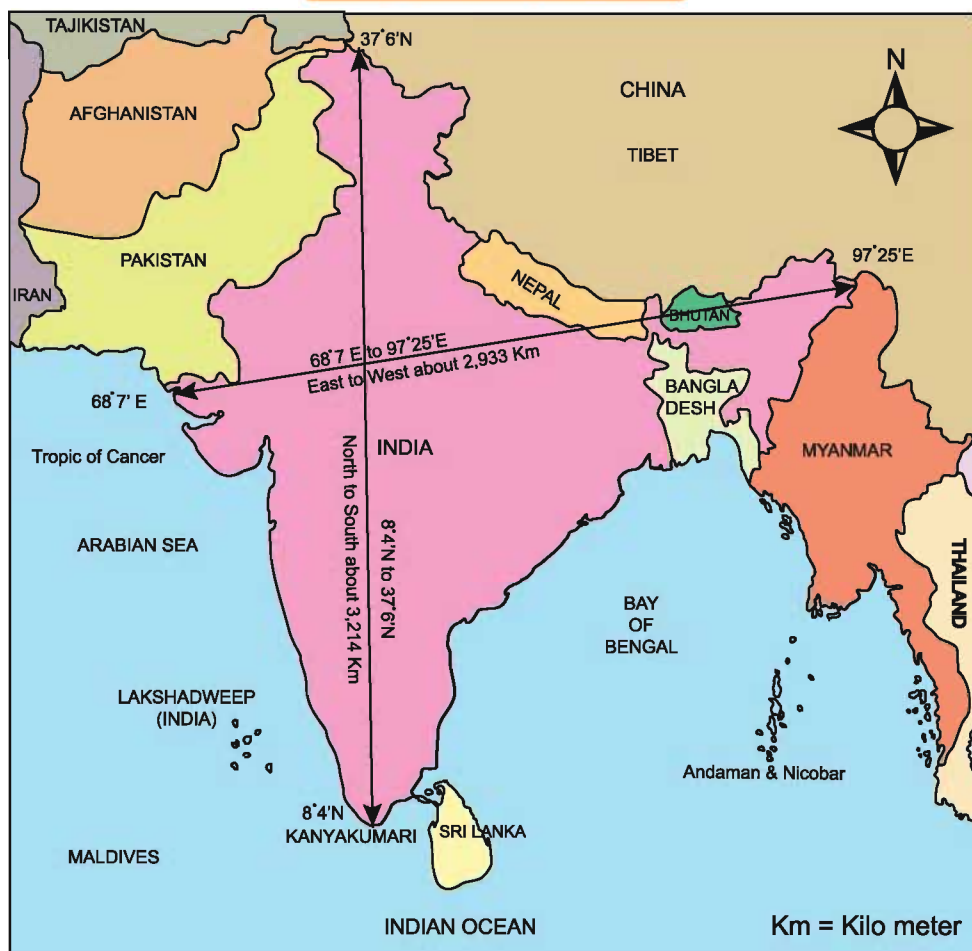 TAJIKISTAN
37°6'N
N
AFGHANISTAN
CHINA
TIBET
PAKISTAN
97°25'E
IRAN
NEPAL
BHUTAN
68°7 E to 97°25'E
East to West about 2,933 Km
68°7' E
BANGLA
DESH
Tropic of Cancer
INDIA
MYANMAR
North to South about 3,214 Km
8°4'N to 37°6'N
ARABIAN SEA
THAILAND
BAY
OF
BENGAL
LAKSHADWEEP
(INDIA)
Andaman & Nicobar
8°4'N
KANYAKUMARI
SRI LANKA
MALDIVES
INDIAN OCEAN
Km = Kilo meter